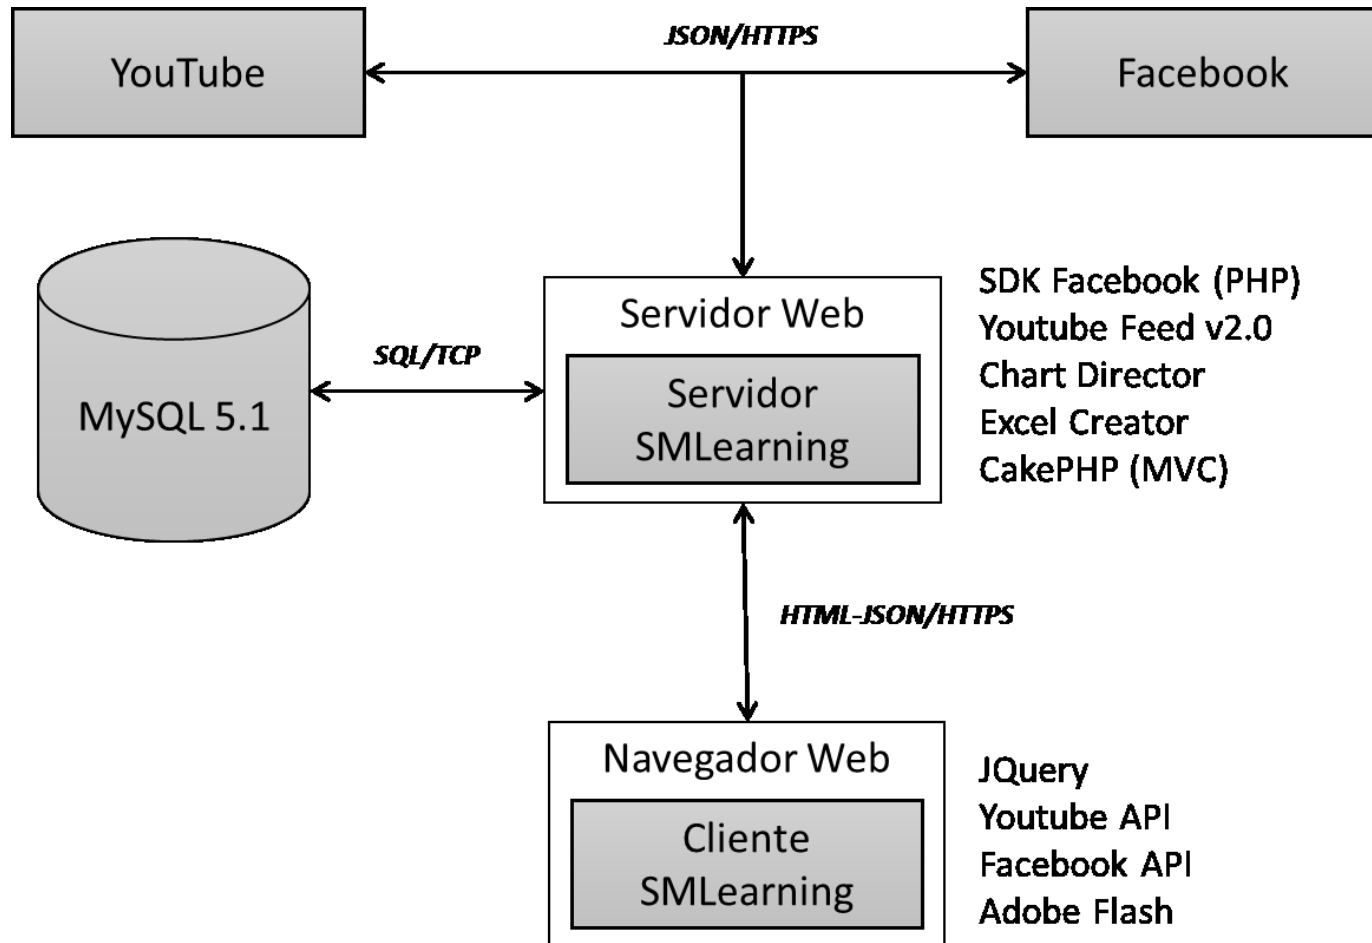 JSON/HTTPS
YouTube
Facebook
Servidor Web
Servidor
SMLearning
SDK Facebook (PHP)
Youtube Feed v2.0
Chart Director
Excel Creator
CakePHP (MVC)
SQL/TCP
MySQL 5.1
HTML-JSON/HTTPS
Navegador Web
Cliente
SMLearning
JQuery
Youtube API
Facebook API
Adobe Flash